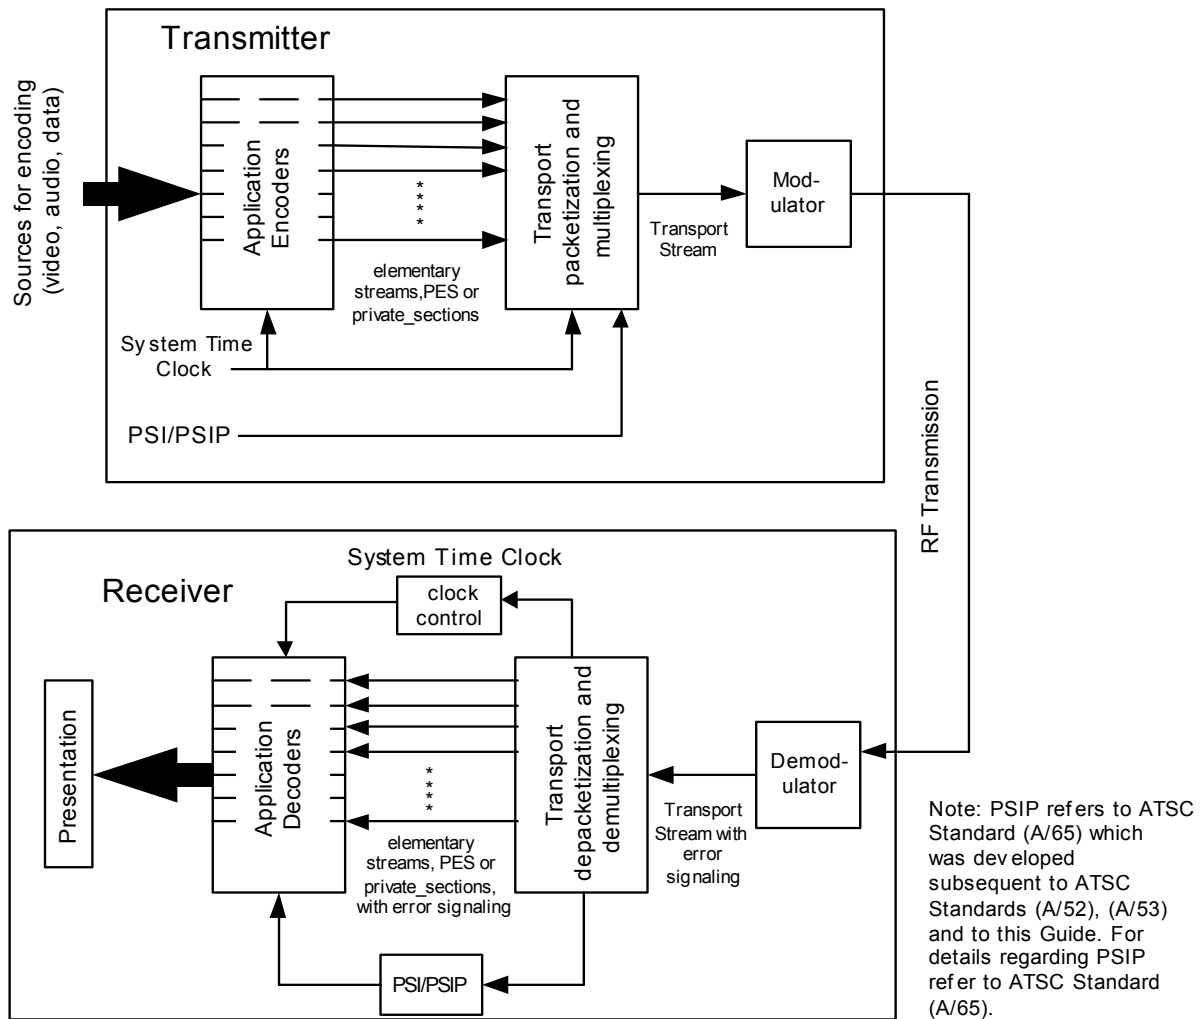 Transmitter
Sources for encoding
(video, audio, data)
Application
Encoders
* * * *
elementary
streams,PES or
private_sections
Transport
packetization and
multiplexing
Transport
Stream
Mod-
ulator
System Time
Clock
PSI/PSIP
RF Transmission
Receiver
System Time Clock
clock
control
Presentation
Application
Decoders
* * * *
elementary
streams, PES or
private_sections,
with error signaling
Transport
depacketization and
demultiplexing
Transport
Stream with
error
signaling
Demod-
ulator
PSI/PSIP
Note: PSIP refers to ATSC
Standard (A/65) which
was developed
subsequent to ATSC
Standards (A/52), (A/53)
and to this Guide. For
details regarding PSIP
refer to ATSC Standard
(A/65).